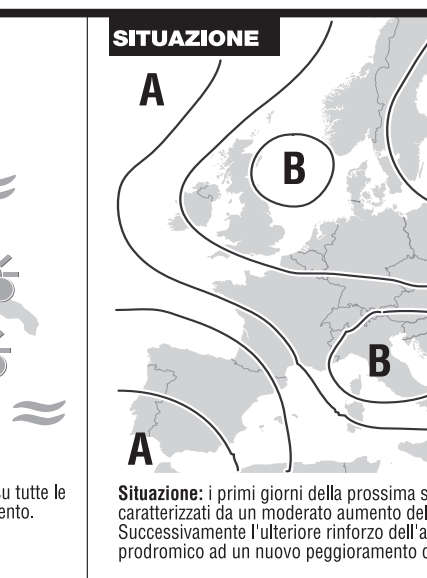 SITUAZIONE
A
B
B
A
su tutte le
ento.
Situazione: i primi giorni della prossima s
caratterizzati da un moderato aumento del
Successivamente l'ulteriore rinforzo dell'a
prodromico ad un nuovo peggioramento d